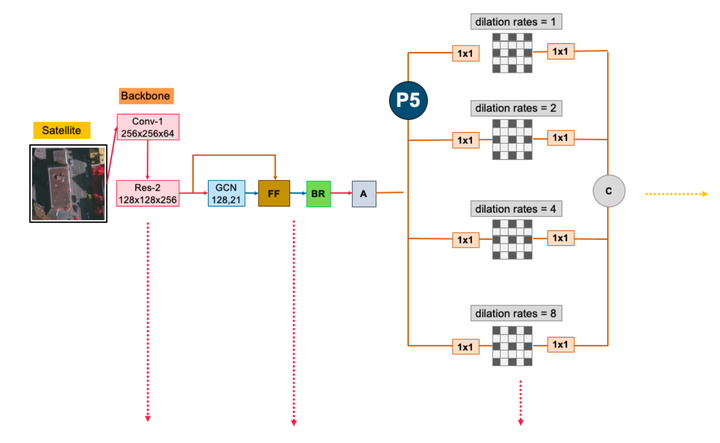 Satellite
Backbone
Conv-1
256x256x64
Res-2
128x128x256
GCN
128,21
FF
BR
A
P5
dilation rates = 1
1x1
1x1
dilation rates = 2
1x1
1x1
dilation rates = 4
1x1
1x1
dilation rates = 8
1x1
1x1
C